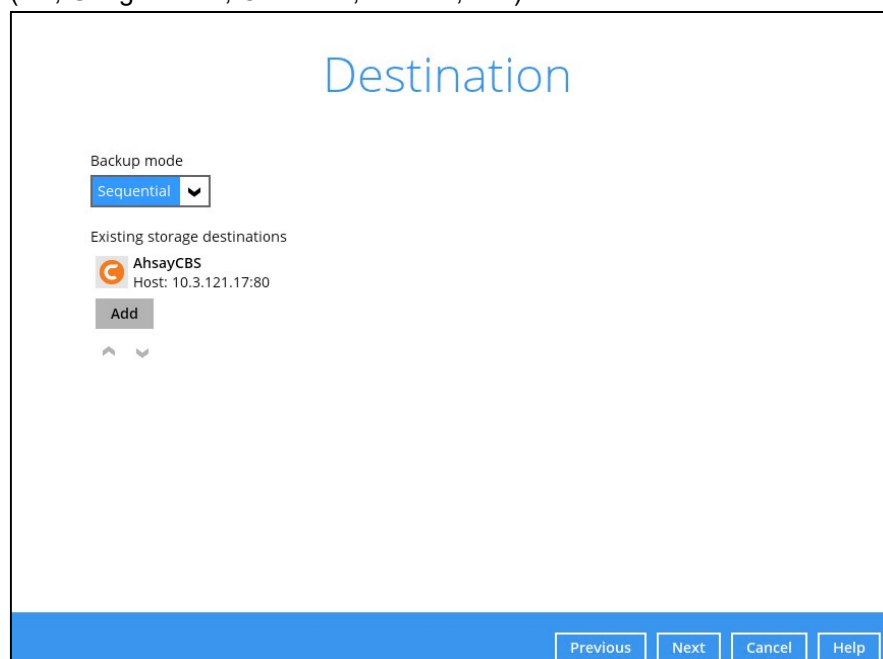 Destination
Backup mode
Sequential
Existing storage destinations
AhsayCBS
Host: 10.3.121.17:80
Add
Previous Next Cancel Help